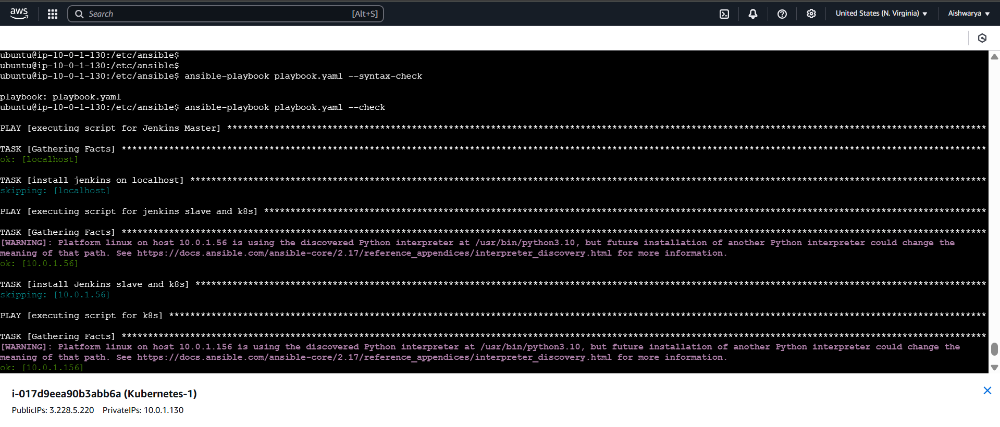 aws
Search [Alt+S]
United States (N. Virginia)
Aishwarya
ubuntu@ip-10-0-1-130:/etc/ansible$
ubuntu@ip-10-0-1-130:/etc/ansible$
ubuntu@ip-10-0-1-130:/etc/ansible$ ansible-playbook playbook.yaml --syntax-check
playbook: playbook.yaml
ubuntu@ip-10-0-1-130:/etc/ansible$ ansible-playbook playbook.yaml --check
PLAY [executing script for Jenkins Master] ************************************************************************************************************************************************
TASK [Gathering Facts] ********************************************************************************************************************************************************************
ok: [localhost]
TASK [install jenkins on localhost] *******************************************************************************************************************************************************
skipping: [localhost]
PLAY [executing script for jenkins slave and k8s] *****************************************************************************************************************************************
TASK [Gathering Facts] ********************************************************************************************************************************************************************
[WARNING]: Platform linux on host 10.0.1.56 is using the discovered Python interpreter at /usr/bin/python3.10, but future installation of another Python interpreter could change the
meaning of that path. See https://docs.ansible.com/ansible-core/2.17/reference_appendices/interpreter_discovery.html for more information.
ok: [10.0.1.56]
TASK [install Jenkins slave and k8s] ******************************************************************************************************************************************************
skipping: [10.0.1.56]
PLAY [executing script for k8s] ***********************************************************************************************************************************************************
TASK [Gathering Facts] ********************************************************************************************************************************************************************
[WARNING]: Platform linux on host 10.0.1.156 is using the discovered Python interpreter at /usr/bin/python3.10, but future installation of another Python interpreter could change the
meaning of that path. See https://docs.ansible.com/ansible-core/2.17/reference_appendices/interpreter_discovery.html for more information.
ok: [10.0.1.156]
i-017d9eea90b3abb6a (Kubernetes-1)
PublicIPs: 3.228.5.220 PrivateIPs: 10.0.1.130